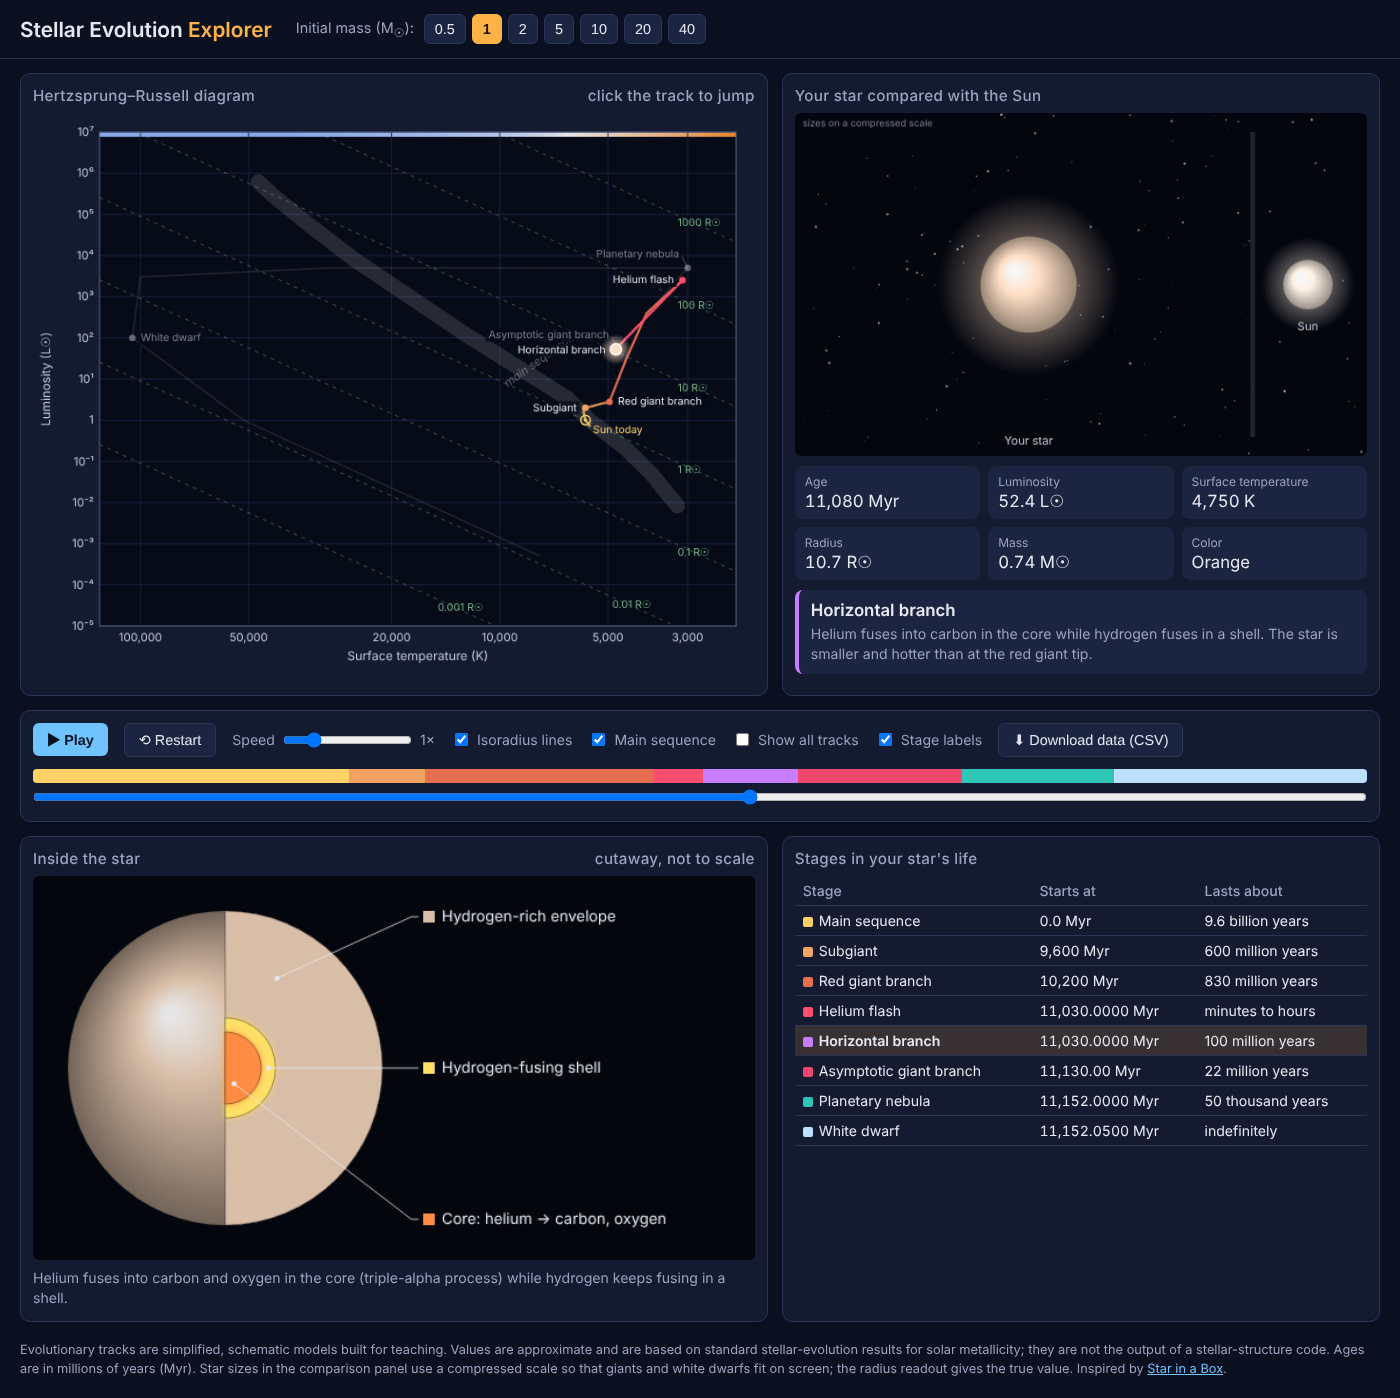 Stellar Evolution Explorer
Initial mass (M☉): 0.5 1 2 5 10 20 40
Hertzsprung–Russell diagram click the track to jump
10⁷
10⁶
10⁵
10⁴
10³
10²
10¹
1
10⁻¹
10⁻²
10⁻³
10⁻⁴
10⁻⁵
Luminosity (L☉)
1000 R☉
Planetary nebula
Helium flash
100 R☉
White dwarf
Asymptotic giant branch
Horizontal branch
main seq
10 R☉
Subgiant
Red giant branch
Sun today
1 R☉
0.1 R☉
0.01 R☉
0.001 R☉
100,000 50,000 20,000 10,000 5,000 3,000
Surface temperature (K)
Your star compared with the Sun
sizes on a compressed scale
Sun
Your star
Age
11,080 Myr
Luminosity
52.4 L☉
Surface temperature
4,750 K
Radius
10.7 R☉
Mass
0.74 M☉
Color
Orange
Horizontal branch
Helium fuses into carbon in the core while hydrogen fuses in a shell. The star is
smaller and hotter than at the red giant tip.
▶ Play ⟲ Restart Speed 1× Isoradius lines Main sequence Show all tracks Stage labels ⬇ Download data (CSV)
Inside the star cutaway, not to scale
Hydrogen-rich envelope
Hydrogen-fusing shell
Core: helium → carbon, oxygen
Helium fuses into carbon and oxygen in the core (triple-alpha process) while hydrogen keeps fusing in a
shell.
Stages in your star's life
Stage Starts at Lasts about
Main sequence 0.0 Myr 9.6 billion years
Subgiant 9,600 Myr 600 million years
Red giant branch 10,200 Myr 830 million years
Helium flash 11,030.0000 Myr minutes to hours
Horizontal branch 11,030.0000 Myr 100 million years
Asymptotic giant branch 11,130.00 Myr 22 million years
Planetary nebula 11,152.0000 Myr 50 thousand years
White dwarf 11,152.0500 Myr indefinitely
Evolutionary tracks are simplified, schematic models built for teaching. Values are approximate and are based on standard stellar-evolution results for solar metallicity; they are not the output of a stellar-structure code. Ages
are in millions of years (Myr). Star sizes in the comparison panel use a compressed scale so that giants and white dwarfs fit on screen; the radius readout gives the true value. Inspired by Star in a Box.